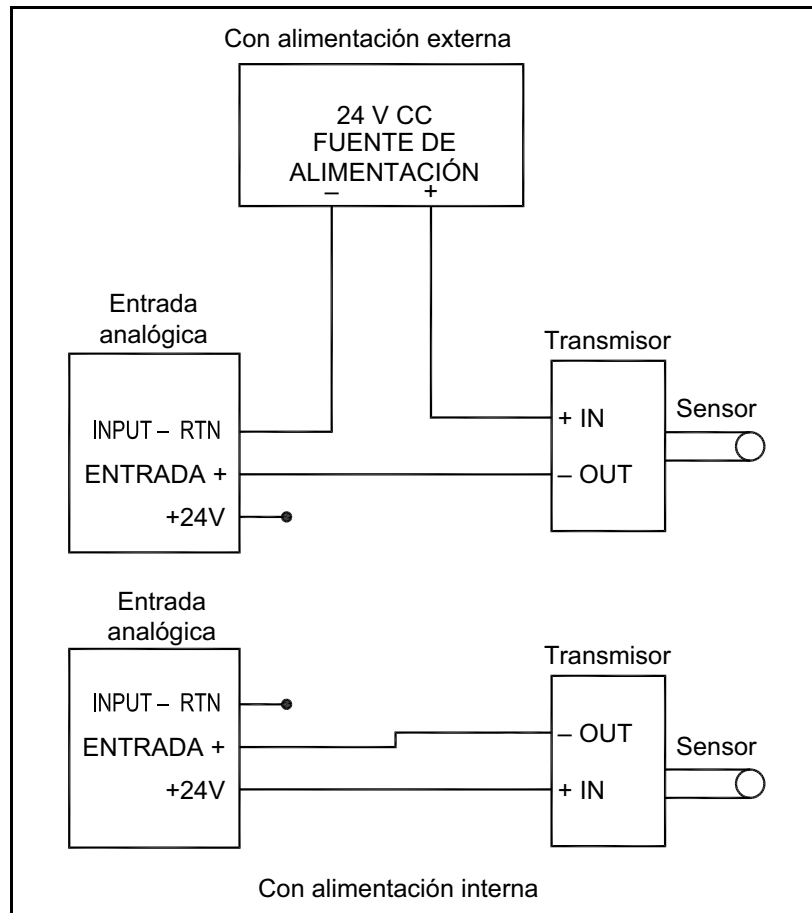 Con alimentación externa
24 V CC
FUENTE DE
ALIMENTACIÓN
– +
Entrada
analógica
INPUT – RTN
ENTRADA +
+24V
Transmisor
+ IN
– OUT
Sensor
Entrada
analógica
INPUT – RTN
ENTRADA +
+24V
Transmisor
– OUT
+ IN
Sensor
Con alimentación interna